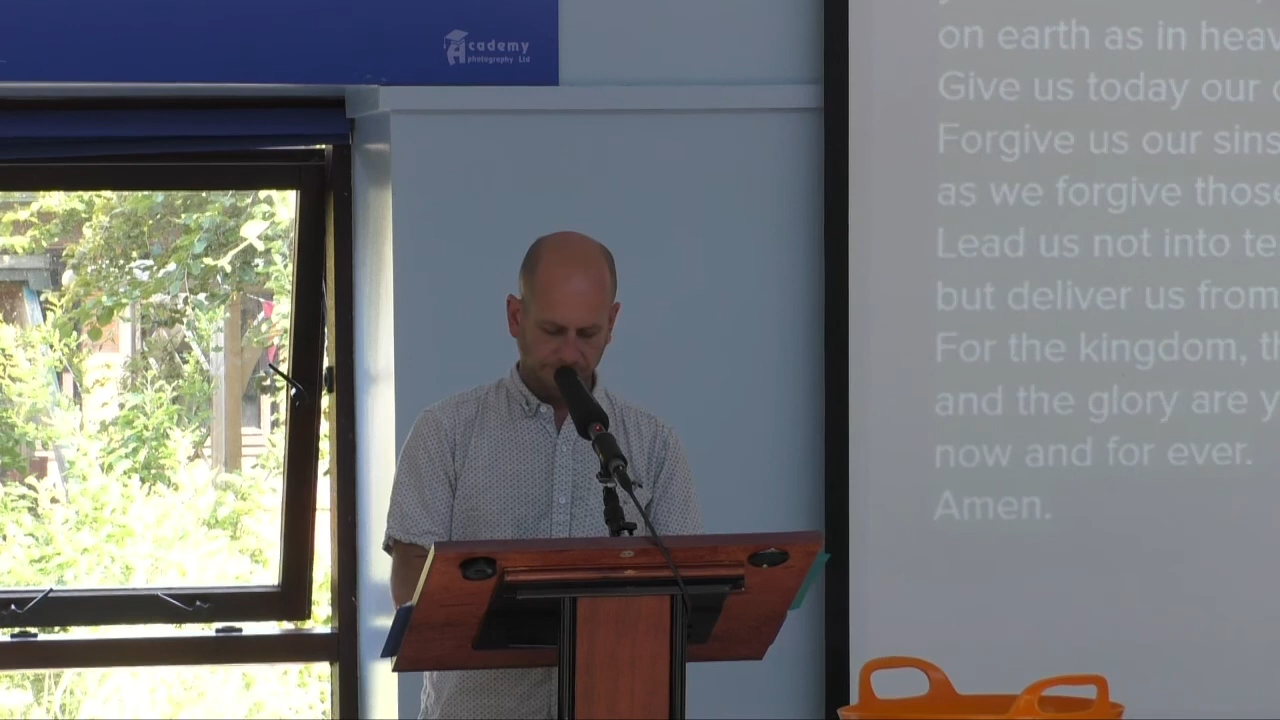 Academy
photography Ltd
on earth as in heav
Give us today our
Forgive us our sins
as we forgive those
Lead us not into te
but deliver us from
For the kingdom, th
and the glory are y
now and for ever.
Amen.